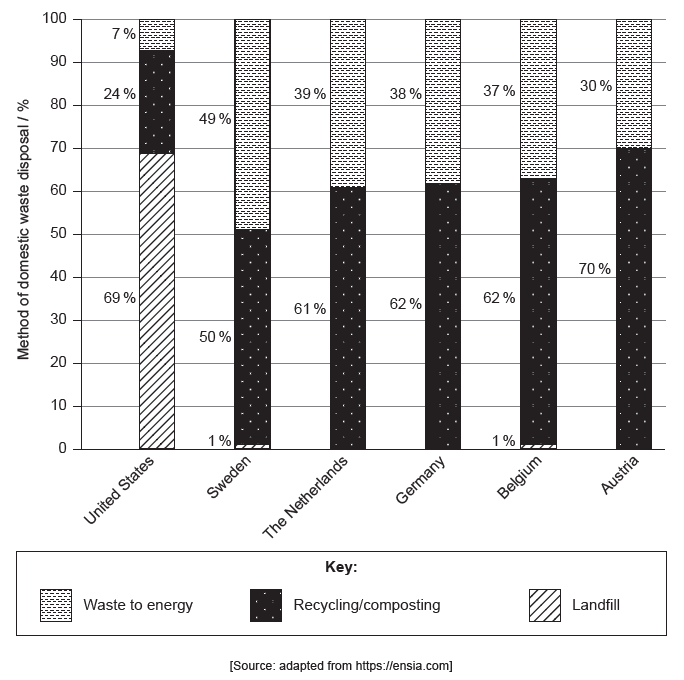 Method of domestic waste disposal / %
100
90
80
70
60
50
40
30
20
10
0
7 %
24 %
69 %
49 %
50 %
1 %
39 %
61 %
38 %
62 %
37 %
62 %
1 %
30 %
70 %
United States
Sweden
The Netherlands
Germany
Belgium
Austria
Key:
Waste to energy
Recycling/composting
Landfill
[Source: adapted from https://ensia.com]